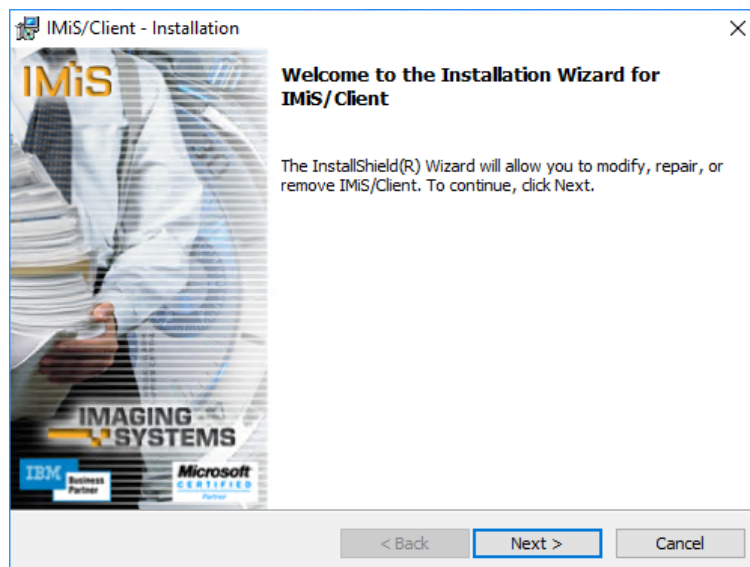 IMiS/Client - Installation
IMiS
Welcome to the Installation Wizard for
IMiS/Client
The InstallShield(R) Wizard will allow you to modify, repair, or
remove IMiS/Client. To continue, click Next.
IMAGING
SYSTEMS
IBM
Business
Partner
Microsoft
CERTIFIED
Partner
< Back
Next >
Cancel